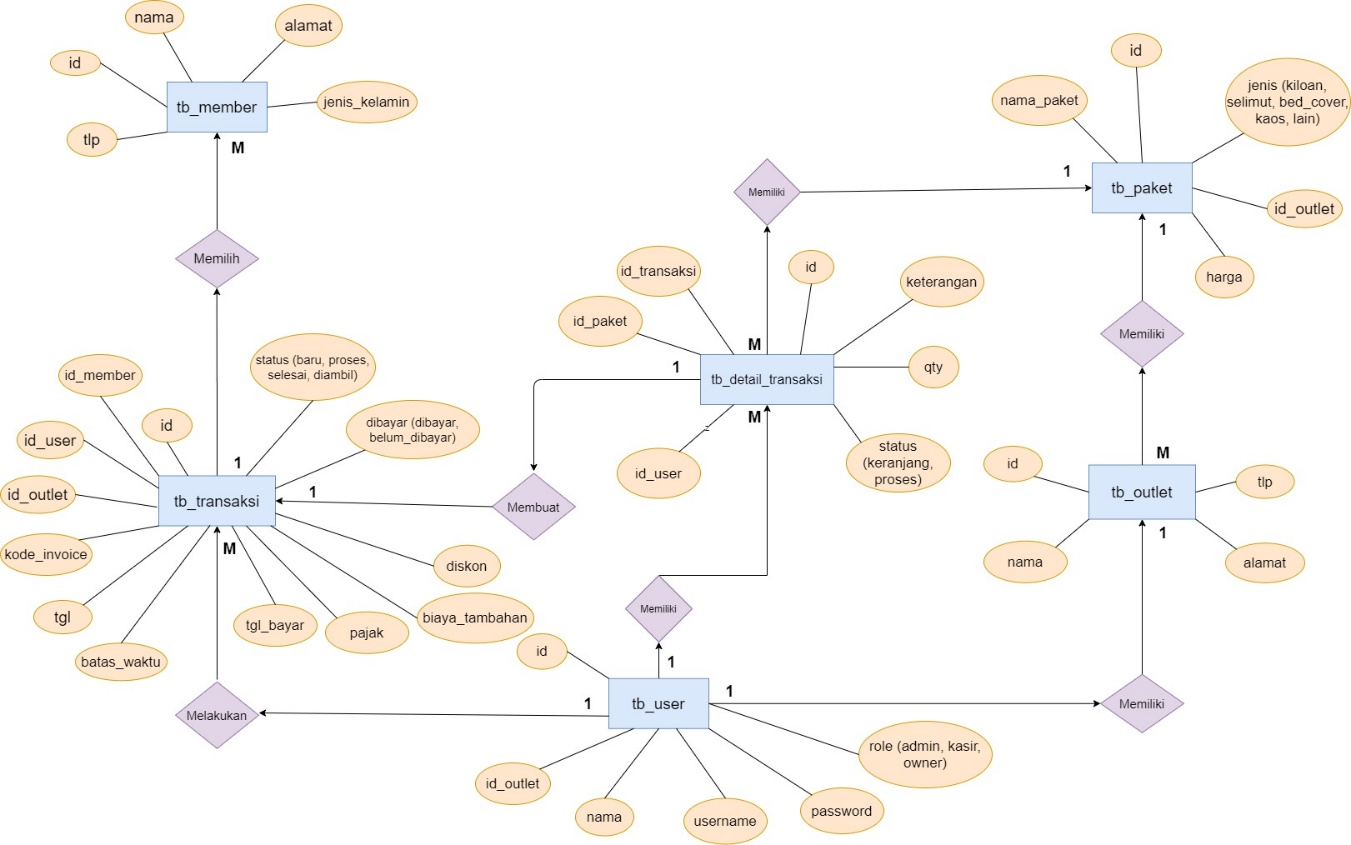 nama
alamat
id
tb_member
jenis_kelamin
tlp
M
Memilih
id_member
status (baru, proses,
selesai, diambil)
id
dibayar (dibayar,
belum_dibayar)
id_user
1
id_outlet
tb_transaksi
1
kode_invoice
M
diskon
tgl
tgl_bayar
pajak
biaya_tambahan
batas_waktu
Melakukan
Membuat
Memiliki
1
id_transaksi
id
keterangan
id_paket
M
1
tb_detail_transaksi
qty
M
id_user
status
(keranjang,
proses)
id
nama_paket
jenis (kiloan,
selimut, bed_cover,
kaos, lain)
tb_paket
id_outlet
1
harga
Memiliki
M
id
tb_outlet
tlp
1
nama
alamat
Memiliki
1
id
1
tb_user
1
Memiliki
role (admin, kasir,
owner)
id_outlet
nama
username
password